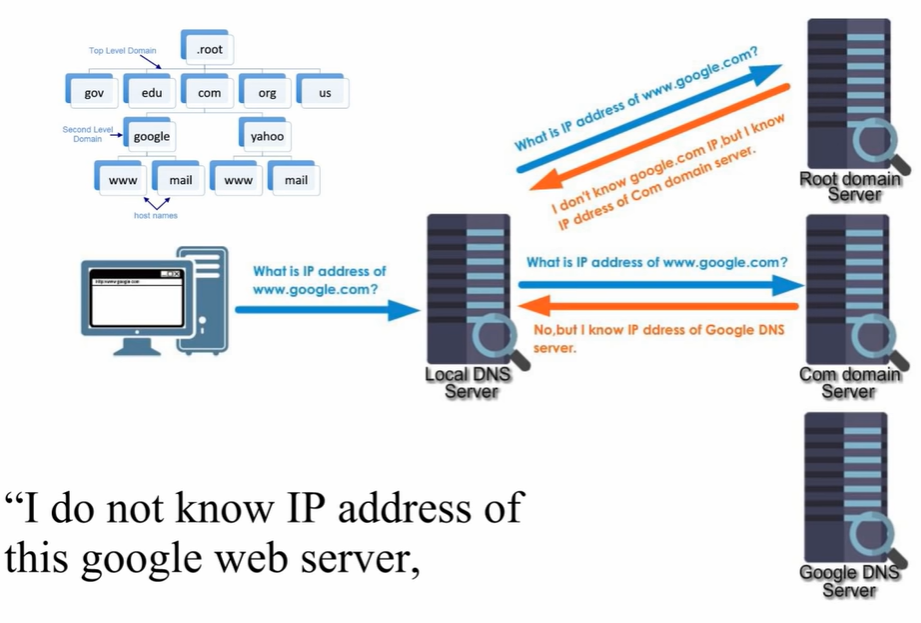 Top Level Domain
.root
gov
edu
com
org
us
Second Level
Domain
google
yahoo
www
mail
www
mail
host names
What is IP address of www.google.com?
I don't know google.com IP,but I know
IP ddress of Com domain server.
Root domain
Server
http://www.google.com
What is IP address of
www.google.com?
Local DNS
Server
What is IP address of www.google.com?
No,but I know IP ddress of Google DNS
server.
Com domain
Server
Google DNS
Server
“I do not know IP address of
this google web server,